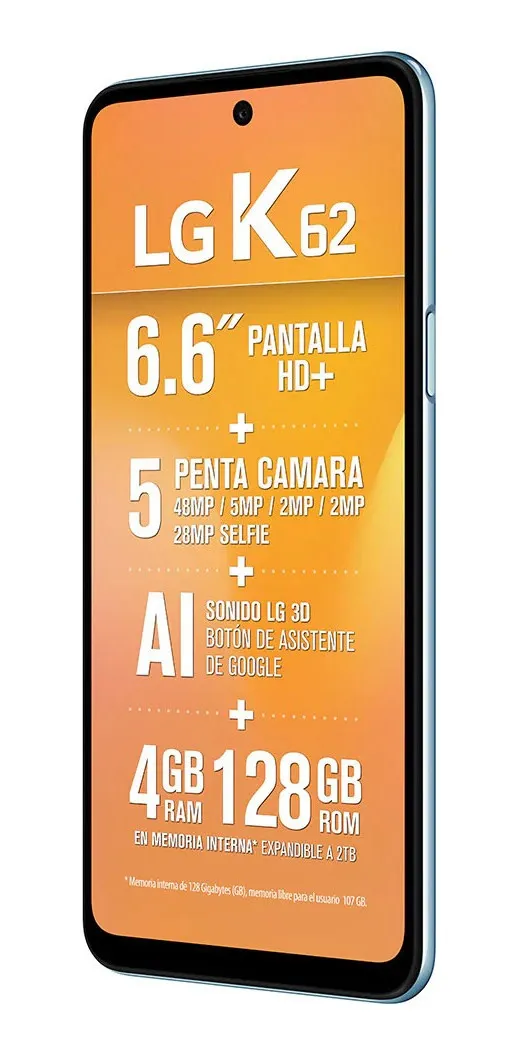 LG K62
6.6″ PANTALLA
HD+
+
5 PENTA CAMARA
48MP / 5MP / 2MP / 2MP
28MP SELFIE
+
AI SONIDO LG 3D
BOTÓN DE ASISTENTE
DE GOOGLE
+
4GB RAM 128GB ROM
EN MEMORIA INTERNA* EXPANDIBLE A 2TB
* Memoria interna de 128 Gigabytes (GB), memoria libre para el usuario 107 GB.